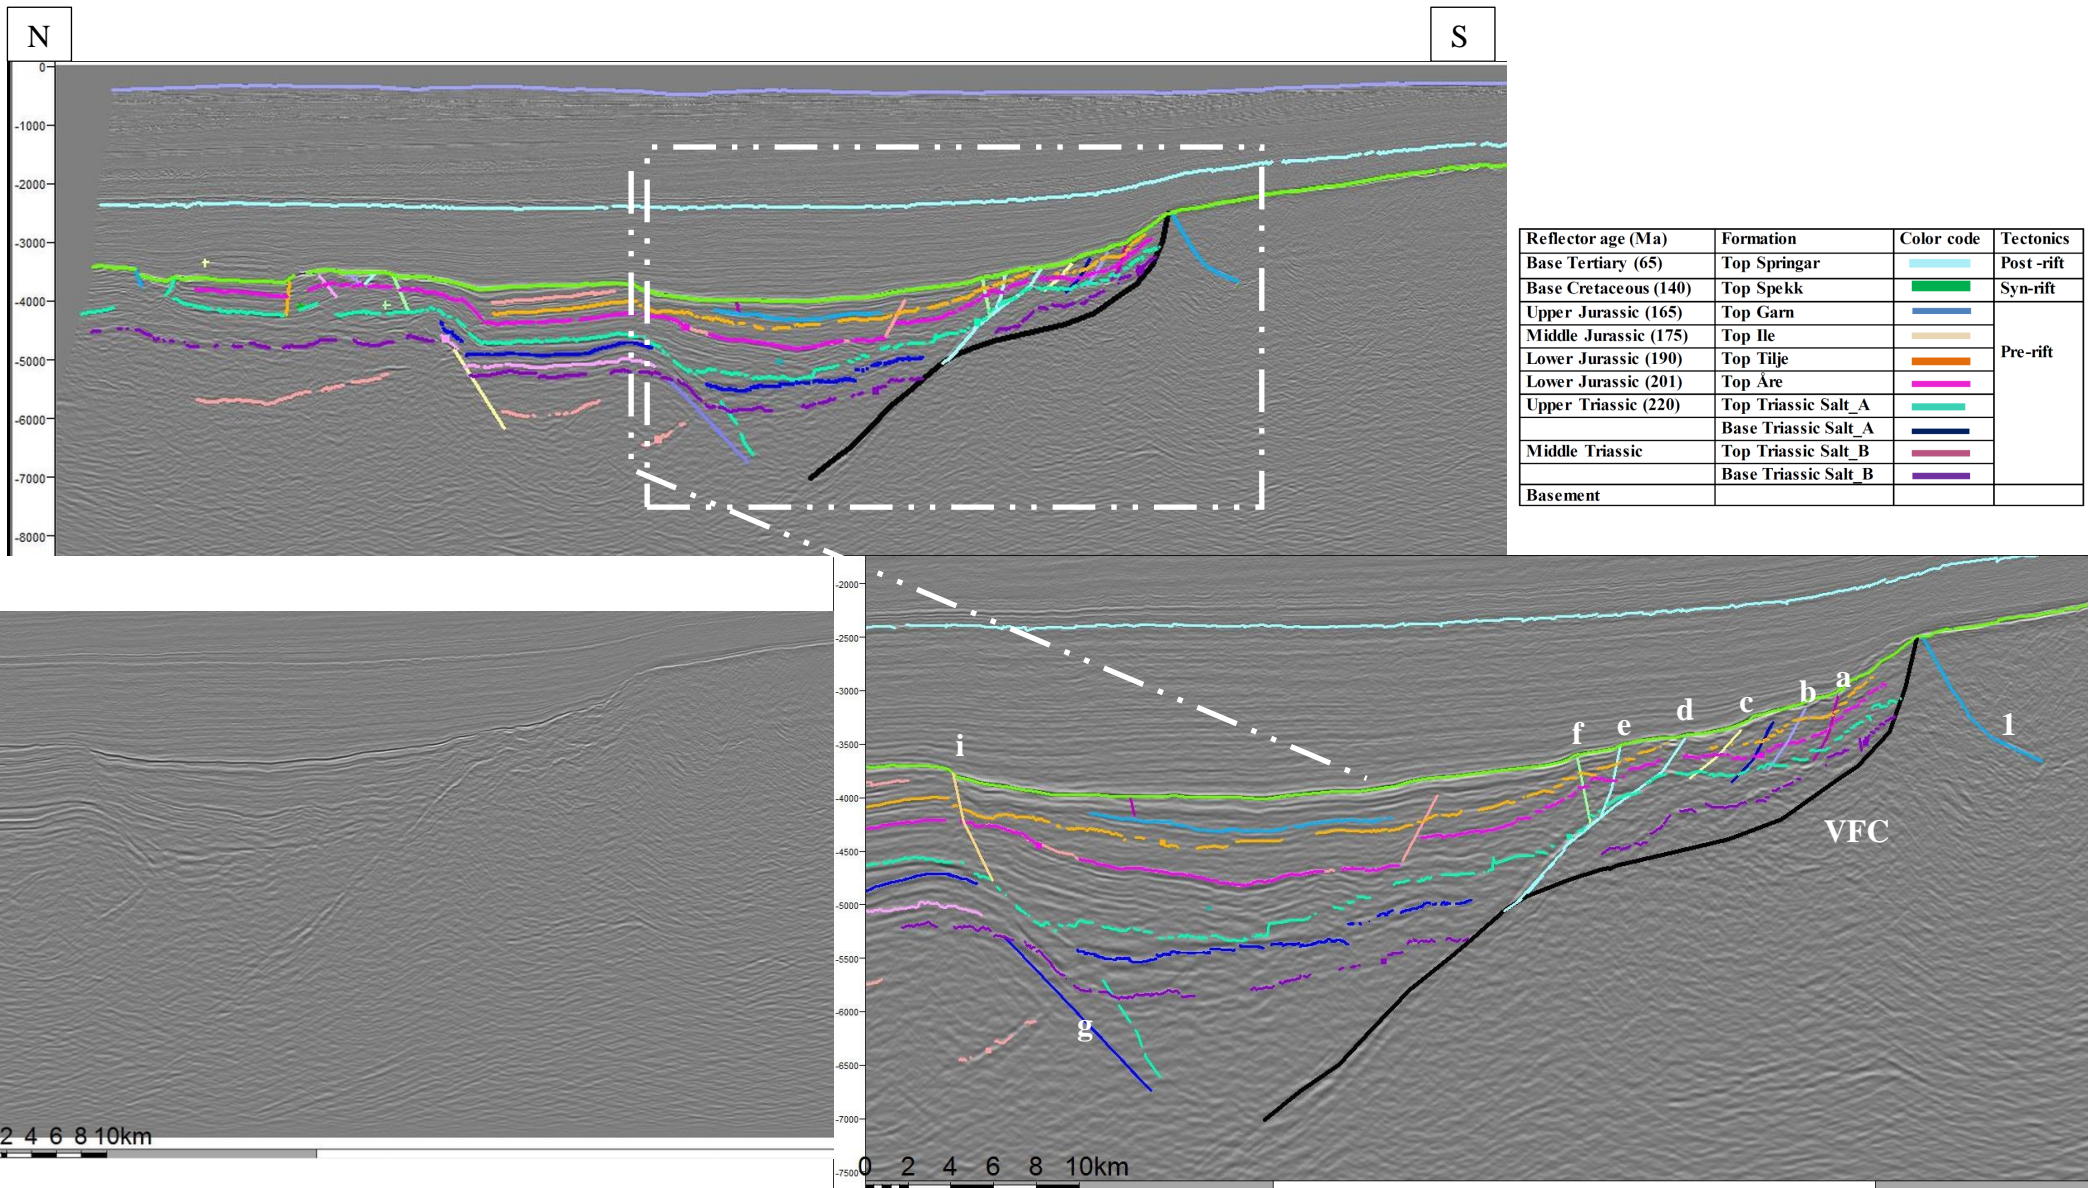 N
S
0
-1000
-2000
-3000
-4000
-5000
-6000
-7000
-8000
Reflector age (Ma) Formation Color code Tectonics
Base Tertiary (65) Top Springar Post -rift
Base Cretaceous (140) Top Spekk Syn-rift
Upper Jurassic (165) Top Garn
Middle Jurassic (175) Top Ile
Pre-rift
Lower Jurassic (190) Top Tilje
Lower Jurassic (201) Top Åre
Upper Triassic (220) Top Triassic Salt_A
Base Triassic Salt_A
Middle Triassic Top Triassic Salt_B
Base Triassic Salt_B
Basement
2 4 6 8 10km
-2000
-2500
-3000
-3500
-4000
-4500
-5000
-5500
-6000
-6500
-7000
-7500
i
f
e
d
c
b
a
1
VFC
g
0 2 4 6 8 10km